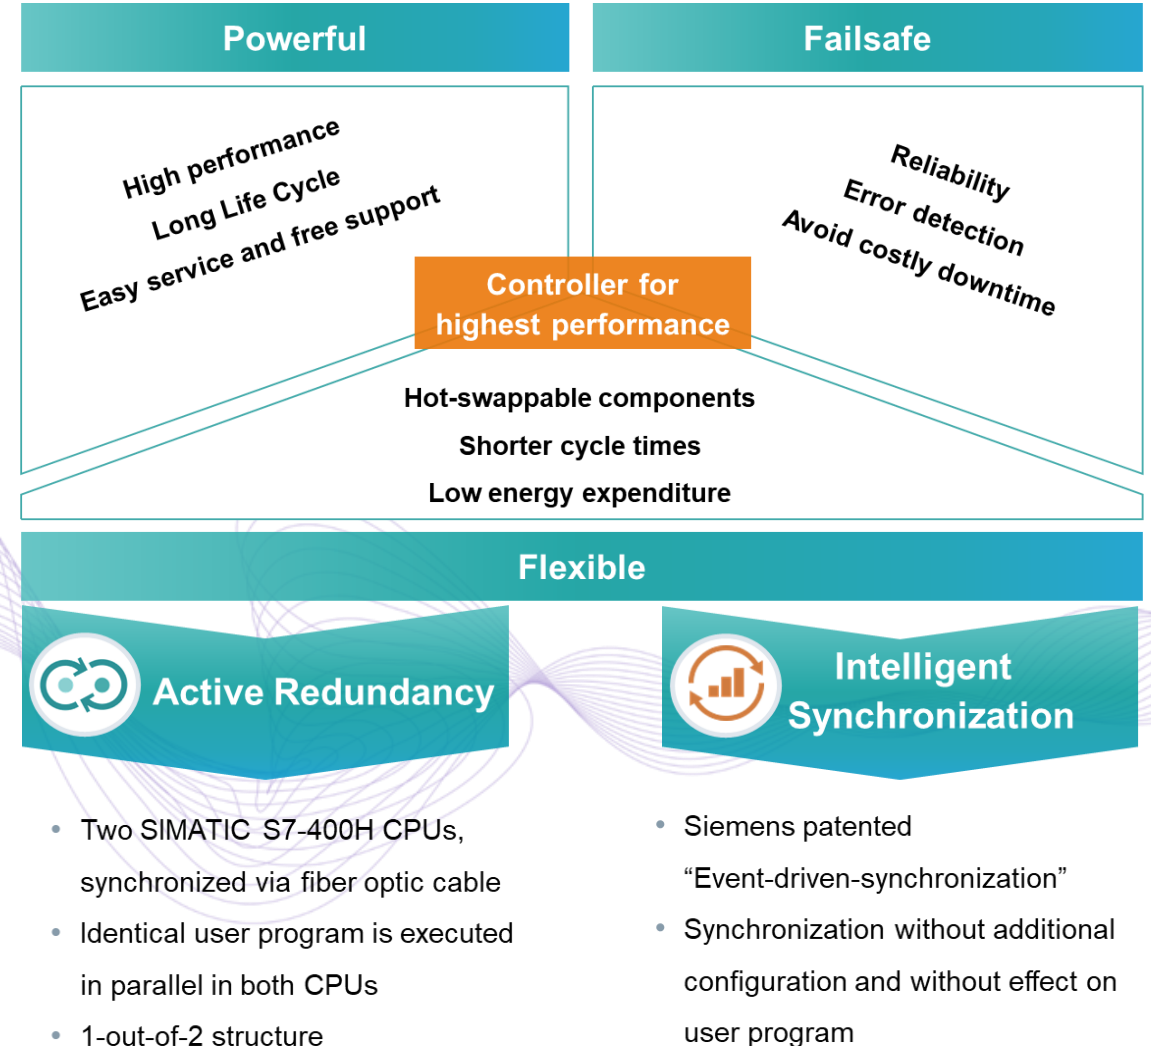 Powerful
Failsafe
High performance
Long Life Cycle
Easy service and free support
Reliability
Error detection
Avoid costly downtime
Controller for
highest performance
Hot-swappable components
Shorter cycle times
Low energy expenditure
Flexible
Active Redundancy
• Two SIMATIC S7-400H CPUs,
synchronized via fiber optic cable
• Identical user program is executed
in parallel in both CPUs
• 1-out-of-2 structure
Intelligent
Synchronization
• Siemens patented
“Event-driven-synchronization”
• Synchronization without additional
configuration and without effect on
user program